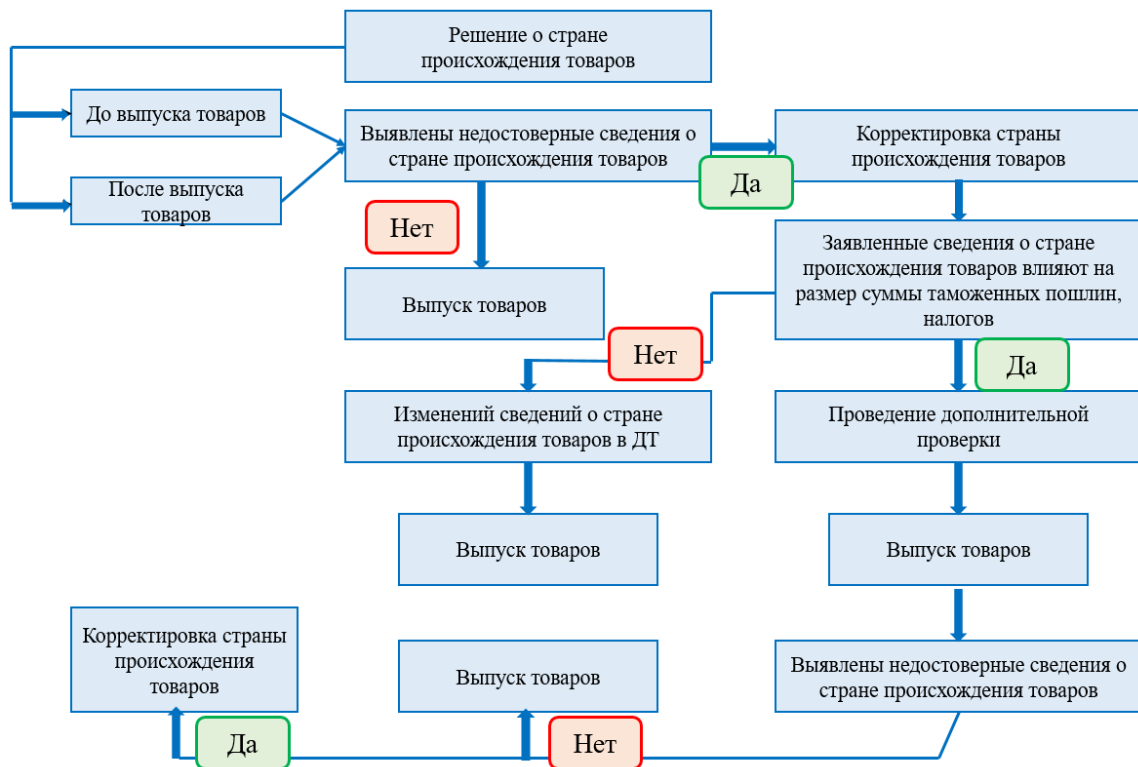 Решение о стране
происхождения товаров
До выпуска товаров
После выпуска
товаров
Выявлены недостоверные сведения о
стране происхождения товаров
Да
Корректировка страны
происхождения товаров
Нет
Выпуск товаров
Заявленные сведения о стране
происхождения товаров влияют на
размер суммы таможенных пошлин,
налогов
Нет
Да
Изменений сведений о стране
происхождения товаров в ДТ
Проведение дополнительной
проверки
Выпуск товаров
Выпуск товаров
Корректировка страны
происхождения
товаров
Выпуск товаров
Выявлены недостоверные сведения о
стране происхождения товаров
Да
Нет